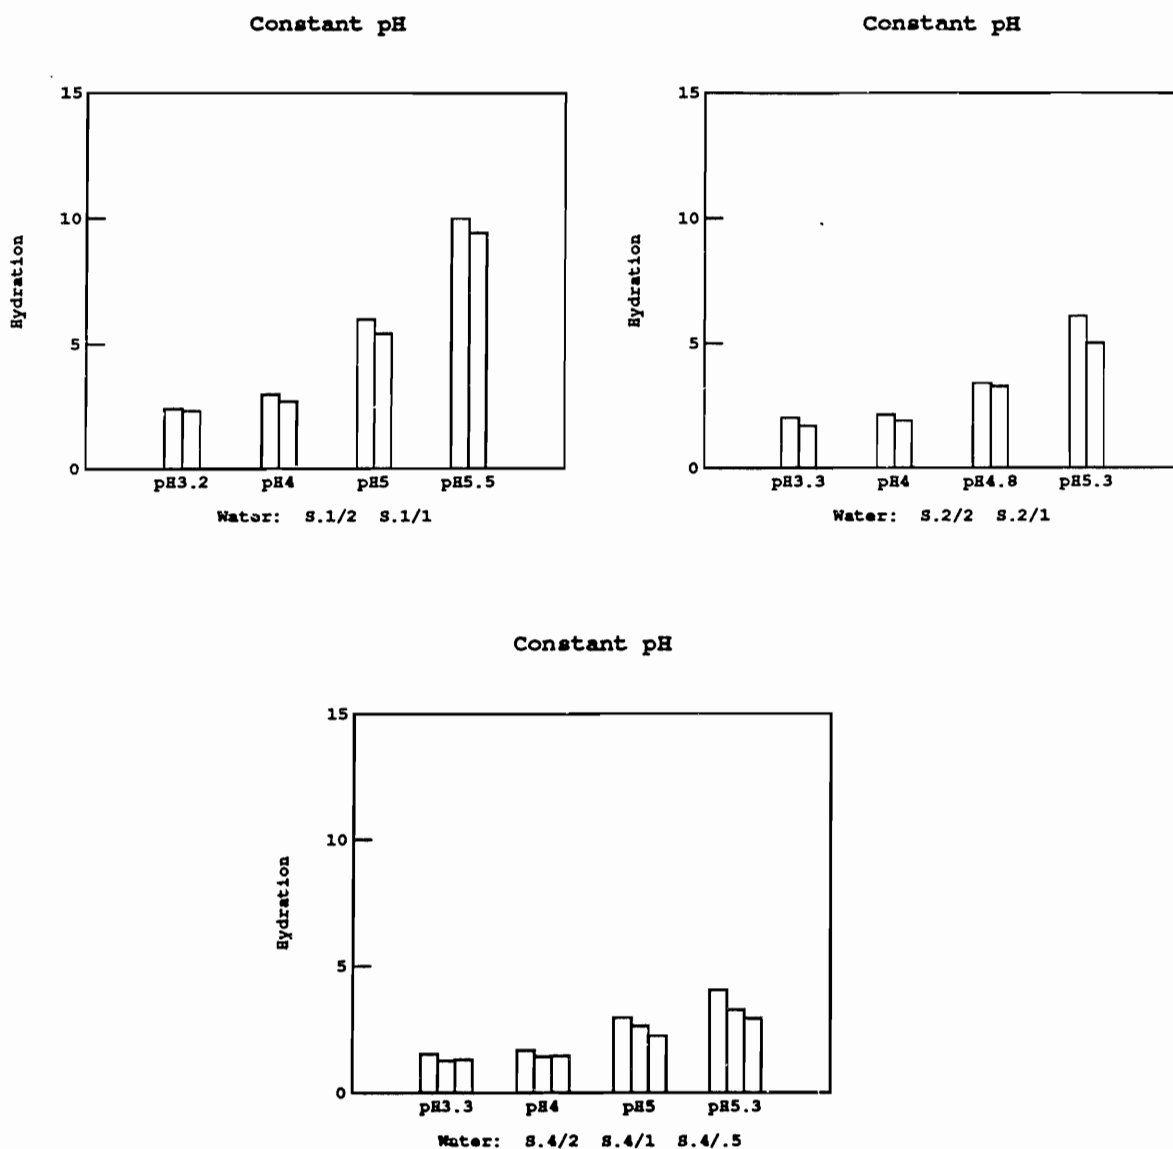 Constant pH
15
10
5
0
Hydration
pH3.2 pH4 pH5 pH5.5
Water: S.1/2 S.1/1
Constant pH
15
10
5
0
Hydration
pH3.3 pH4 pH4.8 pH5.3
Water: S.2/2 S.2/1
Constant pH
15
10
5
0
Hydration
pH3.3 pH4 pH5 pH5.3
Water: S.4/2 S.4/1 S.4/.5